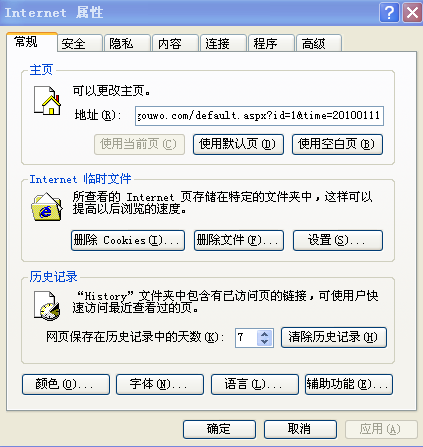 Internet 属性
常规 安全 隐私 内容 连接 程序 高级
主页
可以更改主页。
地址(R): gouwo.com/default.aspx?id=1&time=20100111
使用当前页(C) 使用默认页(D) 使用空白页(B)
Internet 临时文件
所查看的 Internet 页存储在特定的文件夹中，这样可以
提高以后浏览的速度。
删除 Cookies(I)... 删除文件(F)... 设置(S)...
历史记录
“History”文件夹中包含有已访问页的链接，可使用户快
速访问最近查看过的页。
网页保存在历史记录中的天数(K): 7 清除历史记录(H)
颜色(O)... 字体(N)... 语言(L)... 辅助功能(E)...
确定 取消 应用(A)